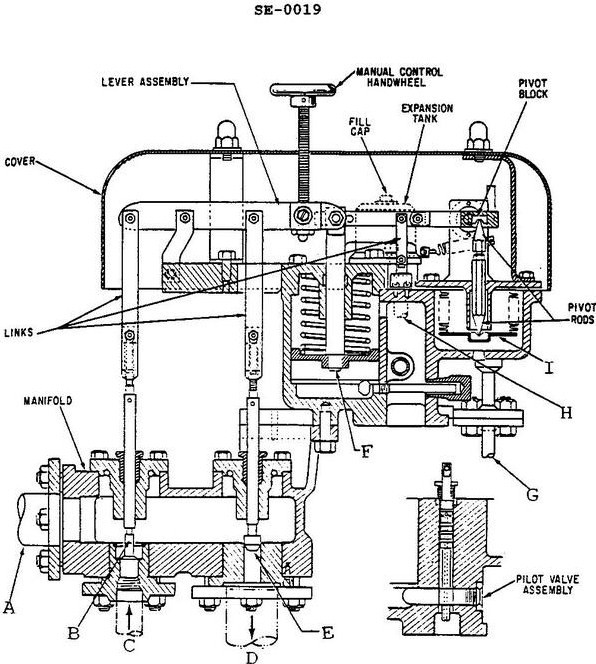 SE-0019
LEVER ASSEMBLY
MANUAL CONTROL
HANDWHEEL
FILL
CAP
EXPANSION
TANK
PIVOT
BLOCK
COVER
LINKS
PIVOT
RODS
I
H
MANIFOLD
F
G
A
A
B
C
D
E
PILOT VALVE
ASSEMBLY